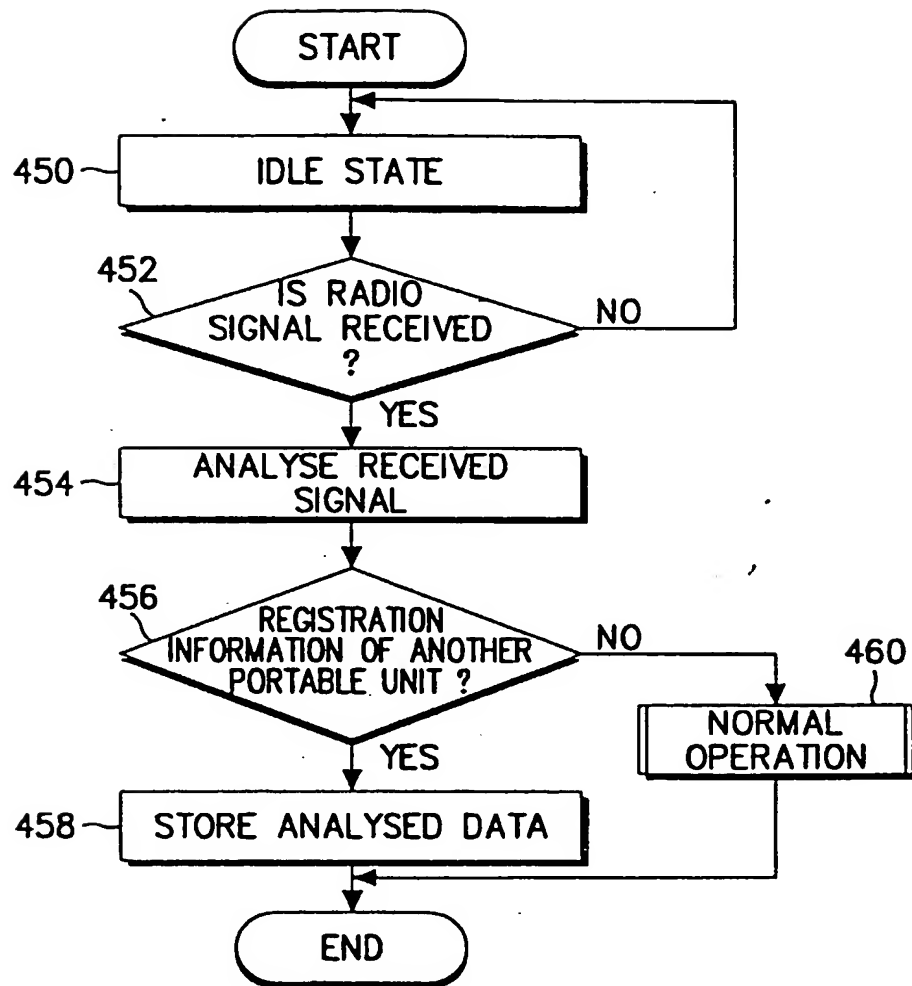 START
450
IDLE STATE
452
IS RADIO
SIGNAL RECEIVED
?
NO
YES
454
ANALYSE RECEIVED
SIGNAL
456
REGISTRATION
INFORMATION OF ANOTHER
PORTABLE UNIT ?
NO
460
NORMAL
OPERATION
YES
458
STORE ANALYSED DATA
END